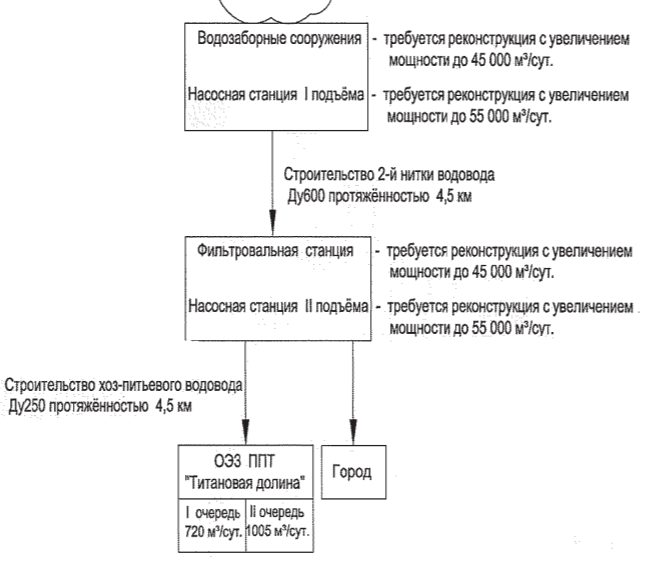 Водозаборные сооружения - требуется реконструкция с увеличением
мощности до 45 000 м³/сут.
Насосная станция I подъёма - требуется реконструкция с увеличением
мощности до 55 000 м³/сут.
Строительство 2-й нитки водовода
Ду600 протяжённостью 4,5 км
Фильтровальная станция - требуется реконструкция с увеличением
мощности до 45 000 м³/сут.
Насосная станция II подъёма - требуется реконструкция с увеличением
мощности до 55 000 м³/сут.
Строительство хоз-питьевого водовода
Ду250 протяжённостью 4,5 км
ОЭЗ ППТ
"Титановая долина"
Город
I очередь
720 м³/сут.
II очередь
1005 м³/сут.